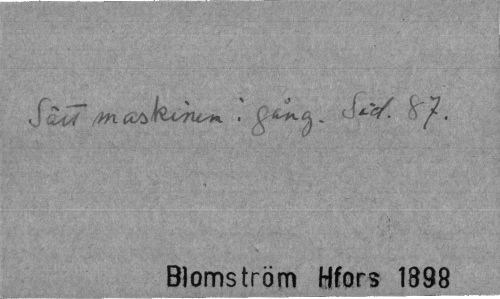 Sätt maskinen i gång. Sid. 87.
Blomström Hfors 1898